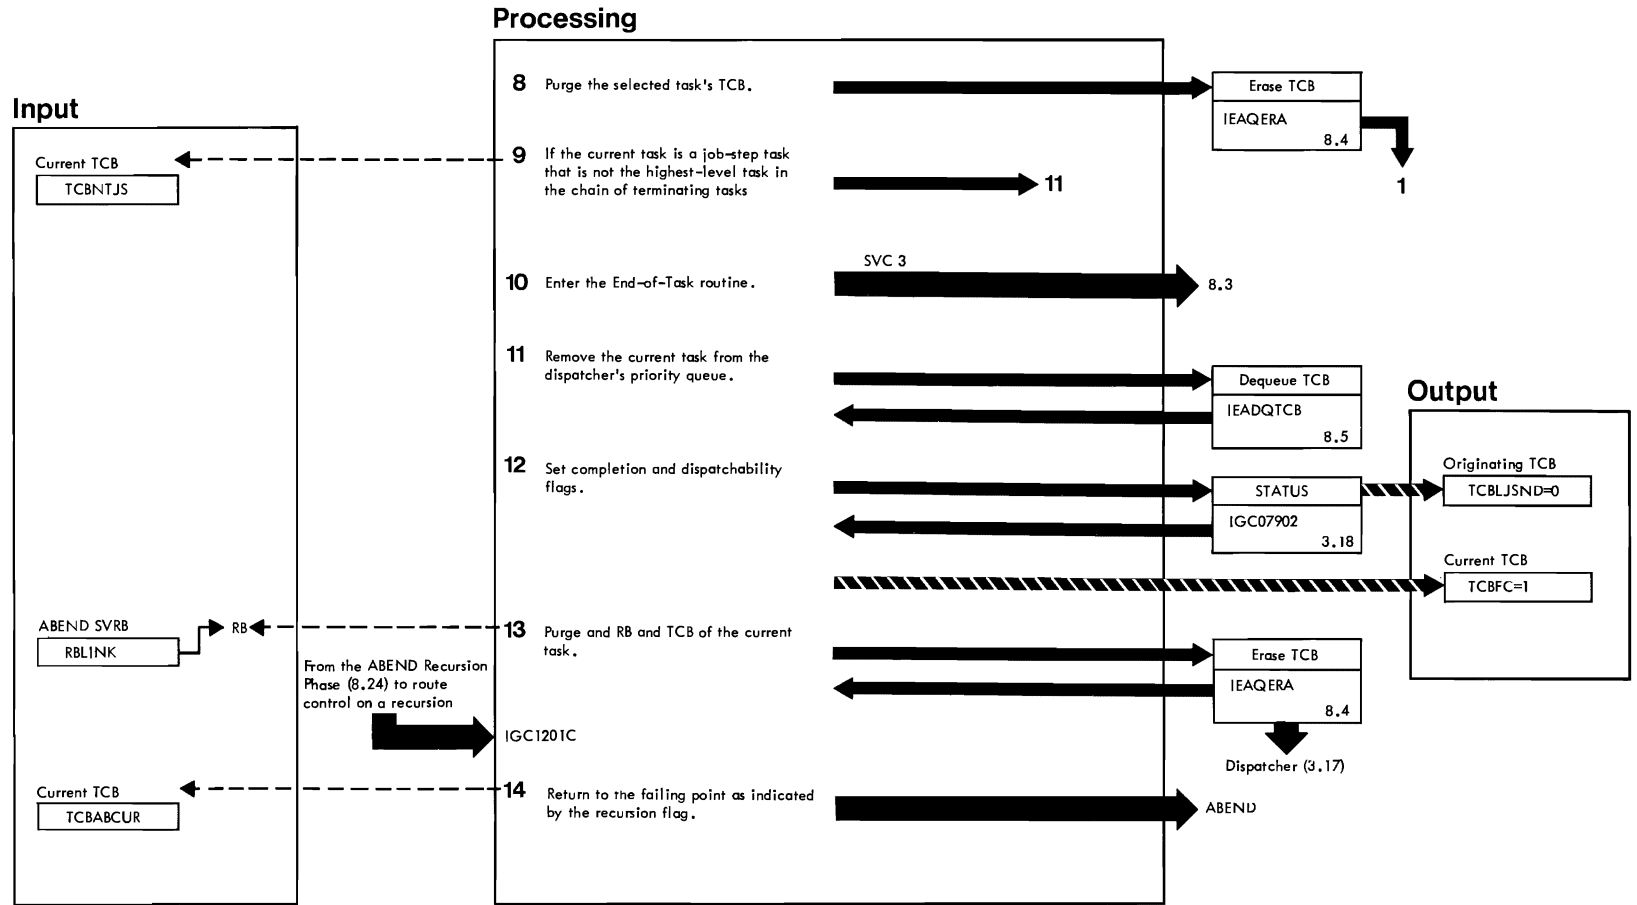 Processing
Input
8 Purge the selected task's TCB.
Erase TCB
IEAQERA
8.4
1
Current TCB
TCBNTJS
9 If the current task is a job-step task
that is not the highest-level task in
the chain of terminating tasks
11
SVC 3
10 Enter the End-of-Task routine.
8.3
11 Remove the current task from the
dispatcher's priority queue.
Dequeue TCB
IEADQTCB
8.5
Output
12 Set completion and dispatchability
flags.
STATUS
IGC07902
3.18
Originating TCB
TCBLJSND=0
Current TCB
TCBFC=1
ABEND SVRB
RBLINK
RB
13 Purge and RB and TCB of the current
task.
Erase TCB
IEAQERA
8.4
Dispatcher (3.17)
From the ABEND Recursion
Phase (8.24) to route
control on a recursion
IGC1201C
Current TCB
TCBABCUR
14 Return to the failing point as indicated
by the recursion flag.
ABEND